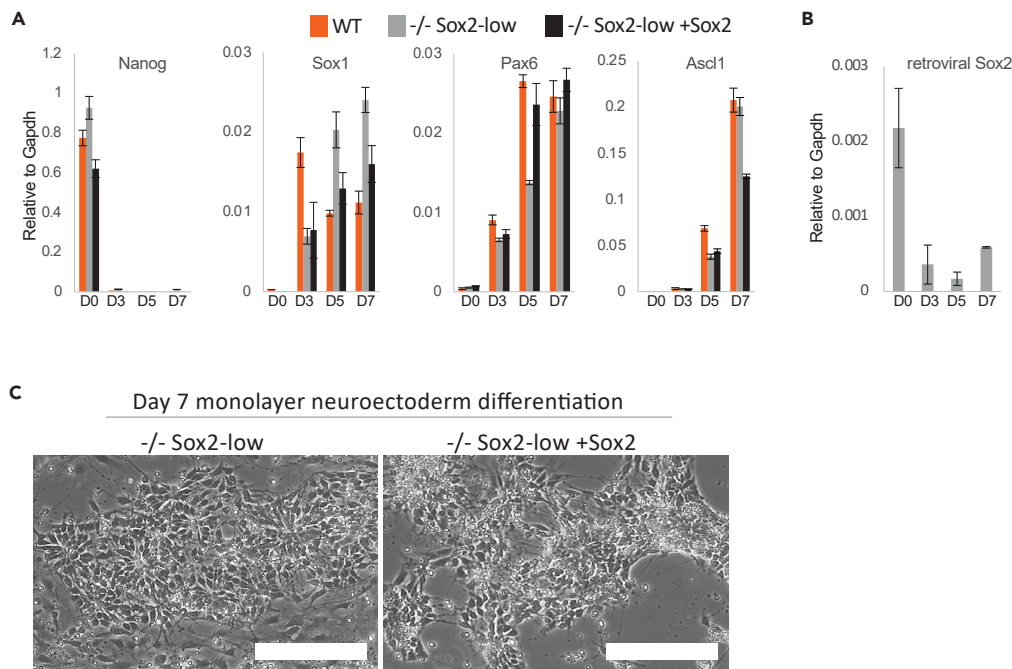 A
WT
-/- Sox2-low
-/- Sox2-low +Sox2
B
Nanog
Sox1
Pax6
Ascl1
retroviral Sox2
Relative to Gapdh
1.2
1
0.8
0.6
0.4
0.2
0
D0 D3 D5 D7
0.03
0.02
0.01
0
D0 D3 D5 D7
0.03
0.02
0.01
0
D0 D3 D5 D7
0.25
0.2
0.15
0.1
0.05
0
D0 D3 D5 D7
Relative to Gapdh
0.003
0.002
0.001
0
D0 D3 D5 D7
C
Day 7 monolayer neuroectoderm differentiation
-/- Sox2-low
-/- Sox2-low +Sox2